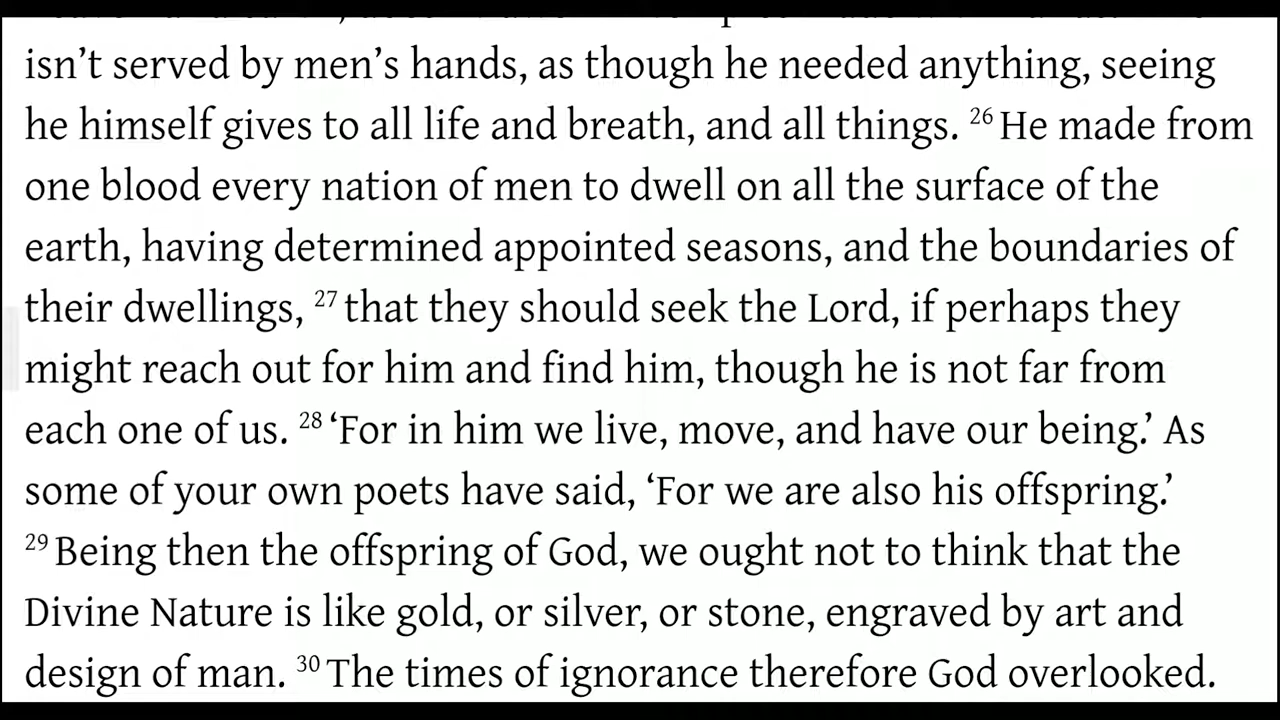 isn’t served by men’s hands, as though he needed anything, seeing
he himself gives to all life and breath, and all things. 26 He made from
one blood every nation of men to dwell on all the surface of the
earth, having determined appointed seasons, and the boundaries of
their dwellings, 27 that they should seek the Lord, if perhaps they
might reach out for him and find him, though he is not far from
each one of us. 28 ‘For in him we live, move, and have our being.’ As
some of your own poets have said, ‘For we are also his offspring.’
29 Being then the offspring of God, we ought not to think that the
Divine Nature is like gold, or silver, or stone, engraved by art and
design of man. 30 The times of ignorance therefore God overlooked.